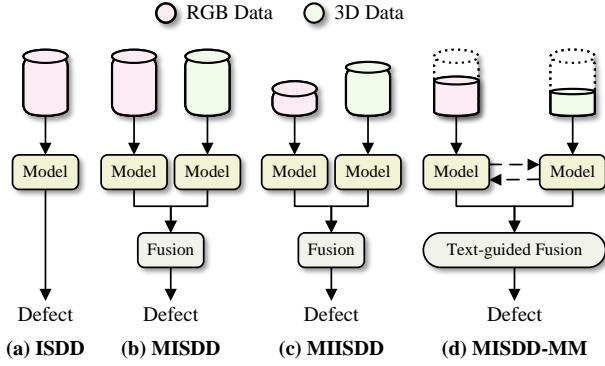 RGB Data 3D Data
Model Model Model Model Model Model Model
Fusion Fusion Text-guided Fusion
Defect Defect Defect Defect
(a) ISDD (b) MISDD (c) MIISDD (d) MISDD-MM